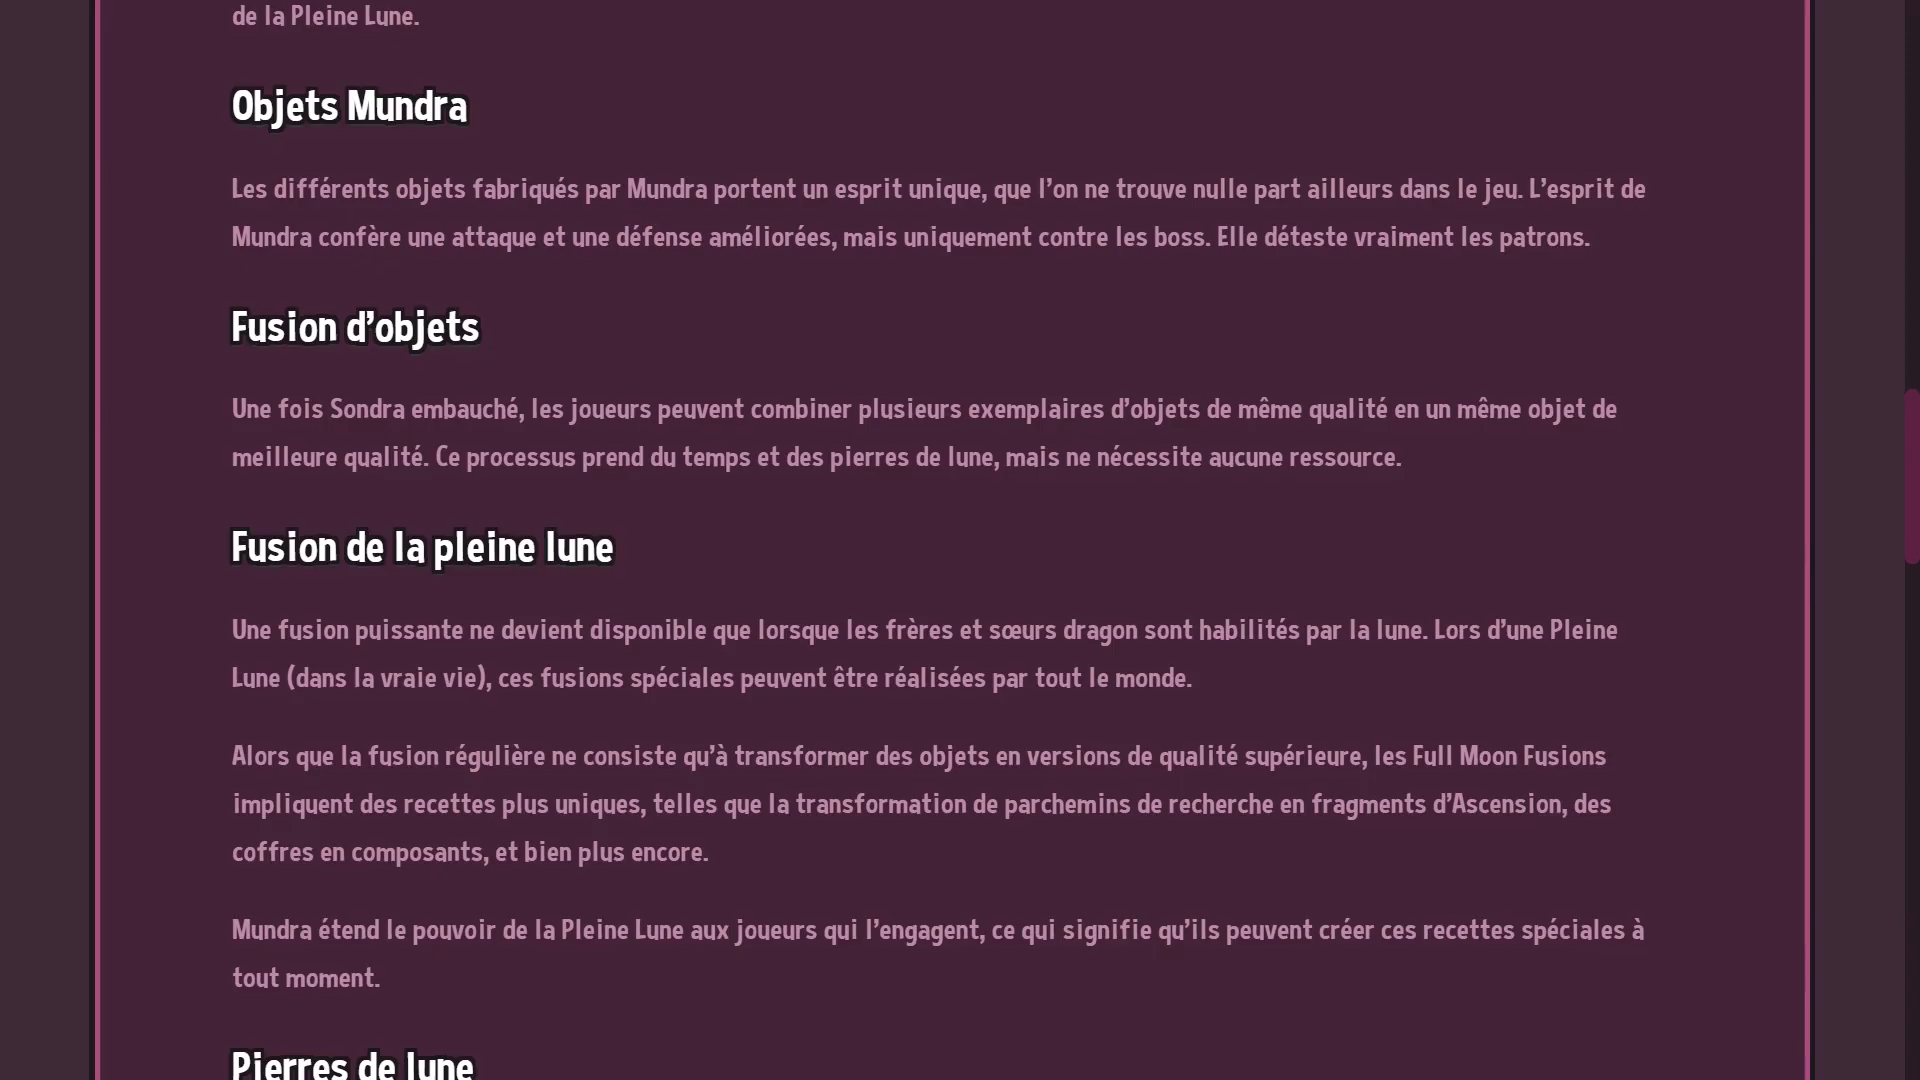 de la Pleine Lune.
Objets Mundra
Les différents objets fabriqués par Mundra portent un esprit unique, que l’on ne trouve nulle part ailleurs dans le jeu. L’esprit de
Mundra confère une attaque et une défense améliorées, mais uniquement contre les boss. Elle déteste vraiment les patrons.
Fusion d’objets
Une fois Sondra embauché, les joueurs peuvent combiner plusieurs exemplaires d’objets de même qualité en un même objet de
meilleure qualité. Ce processus prend du temps et des pierres de lune, mais ne nécessite aucune ressource.
Fusion de la pleine lune
Une fusion puissante ne devient disponible que lorsque les frères et sœurs dragon sont habilités par la lune. Lors d’une Pleine
Lune (dans la vraie vie), ces fusions spéciales peuvent être réalisées par tout le monde.
Alors que la fusion régulière ne consiste qu’à transformer des objets en versions de qualité supérieure, les Full Moon Fusions
impliquent des recettes plus uniques, telles que la transformation de parchemins de recherche en fragments d’Ascension, des
coffres en composants, et bien plus encore.
Mundra étend le pouvoir de la Pleine Lune aux joueurs qui l’engagent, ce qui signifie qu’ils peuvent créer ces recettes spéciales à
tout moment.
Pierres de lune